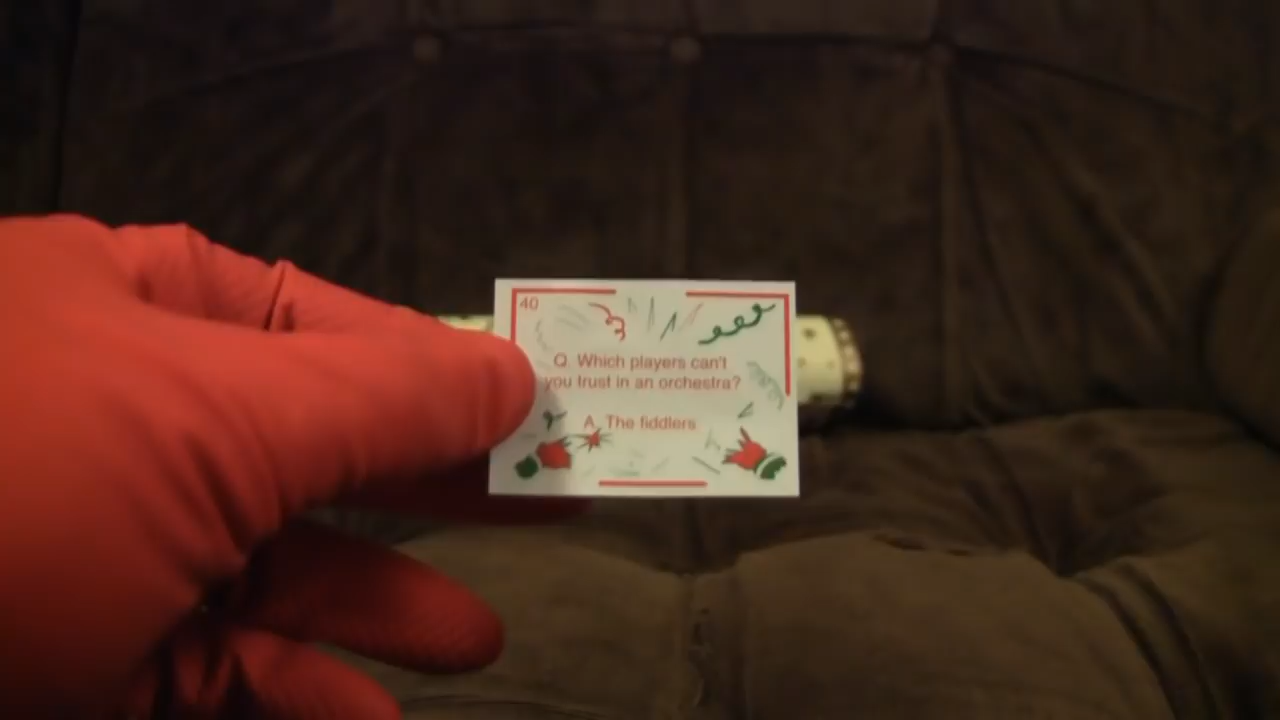 40
Q. Which players can't
you trust in an orchestra?
A. The fiddlers